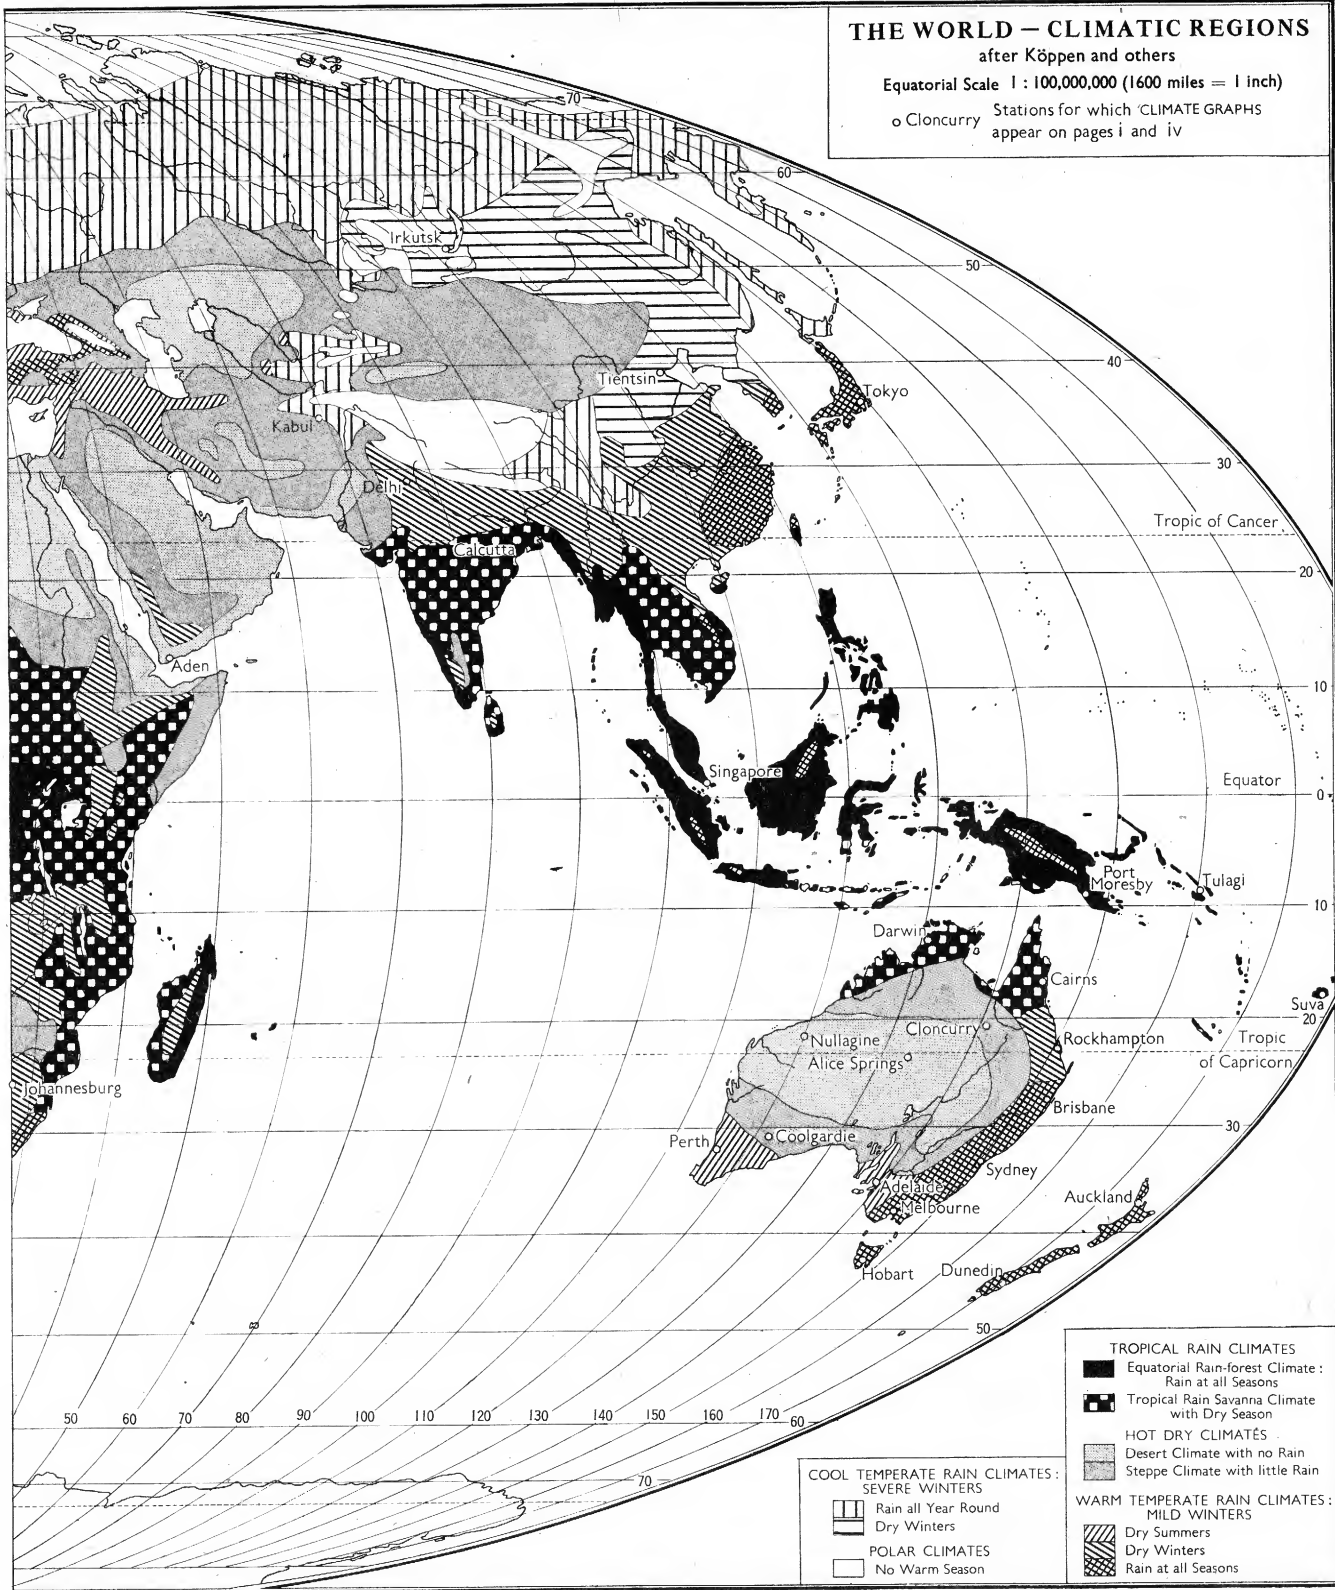 THE WORLD – CLIMATIC REGIONS
after Köppen and others
Equatorial Scale 1 : 100,000,000 (1600 miles = 1 inch)
o Cloncurry Stations for which CLIMATE GRAPHS
appear on pages i and iv
70
60
Irkutsk
50
40
Tientsin
Tokyo
Kabul
30
Delhi
Tropic of Cancer
Calcutta
20
Aden
10
Singapore
Equator
0
Port
Moresby
Tulagi
10
Darwin
Cairns
Suva
20
Cloncurry
Nullagine
Rockhampton
Tropic
of Capricorn
Alice Springs
Johannesburg
Brisbane
30
Perth
Coolgardie
Sydney
Adelaide
Auckland
Melbourne
Hobart
Dunedin
50
50 60 70 80 90 100 110 120 130 140 150 160 170 60
70
TROPICAL RAIN CLIMATES
Equatorial Rain-forest Climate :
Rain at all Seasons
Tropical Rain Savanna Climate
with Dry Season
HOT DRY CLIMATES
Desert Climate with no Rain
Steppe Climate with little Rain
WARM TEMPERATE RAIN CLIMATES :
MILD WINTERS
Dry Summers
Dry Winters
Rain at all Seasons
COOL TEMPERATE RAIN CLIMATES :
SEVERE WINTERS
Rain all Year Round
Dry Winters
POLAR CLIMATES
No Warm Season